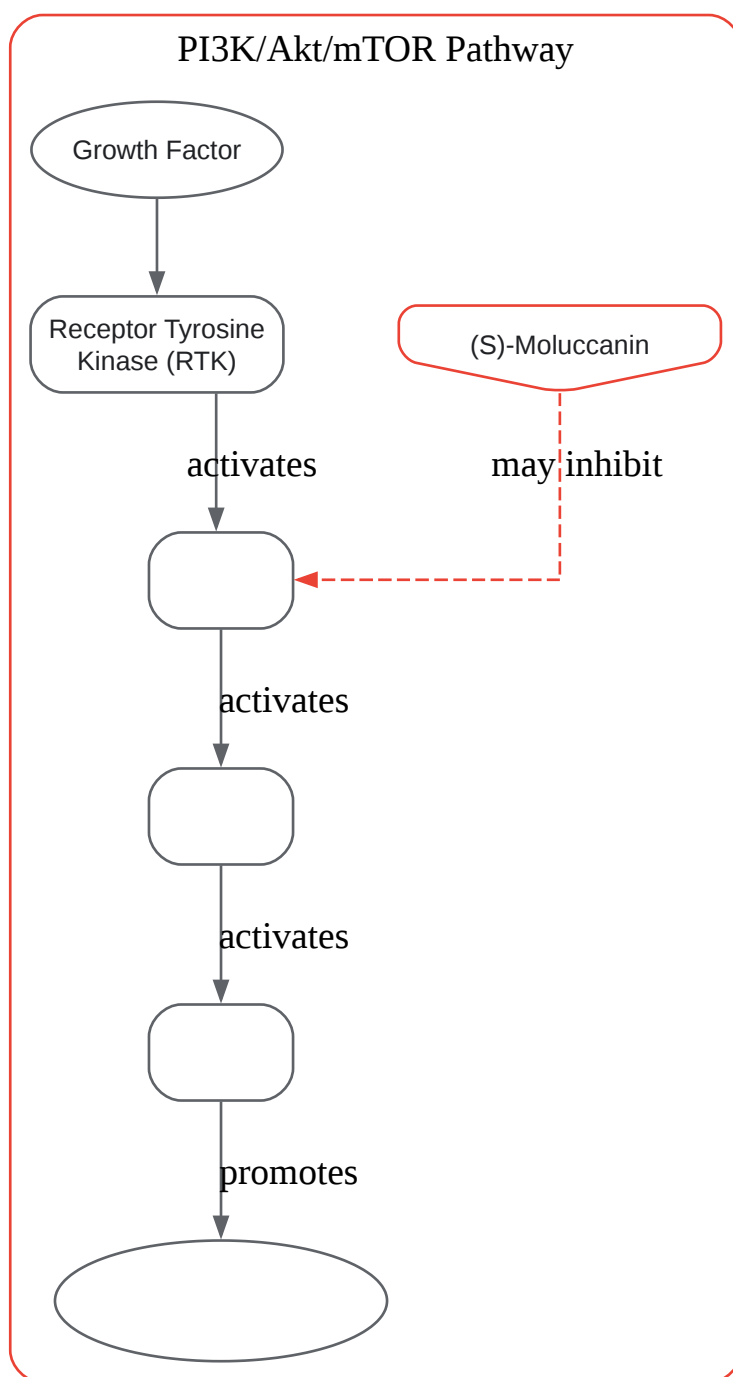 PI3K/Akt/mTOR Pathway
Growth Factor
Receptor Tyrosine
Kinase (RTK)
(S)-Moluccanin
activates
may inhibit
activates
activates
promotes